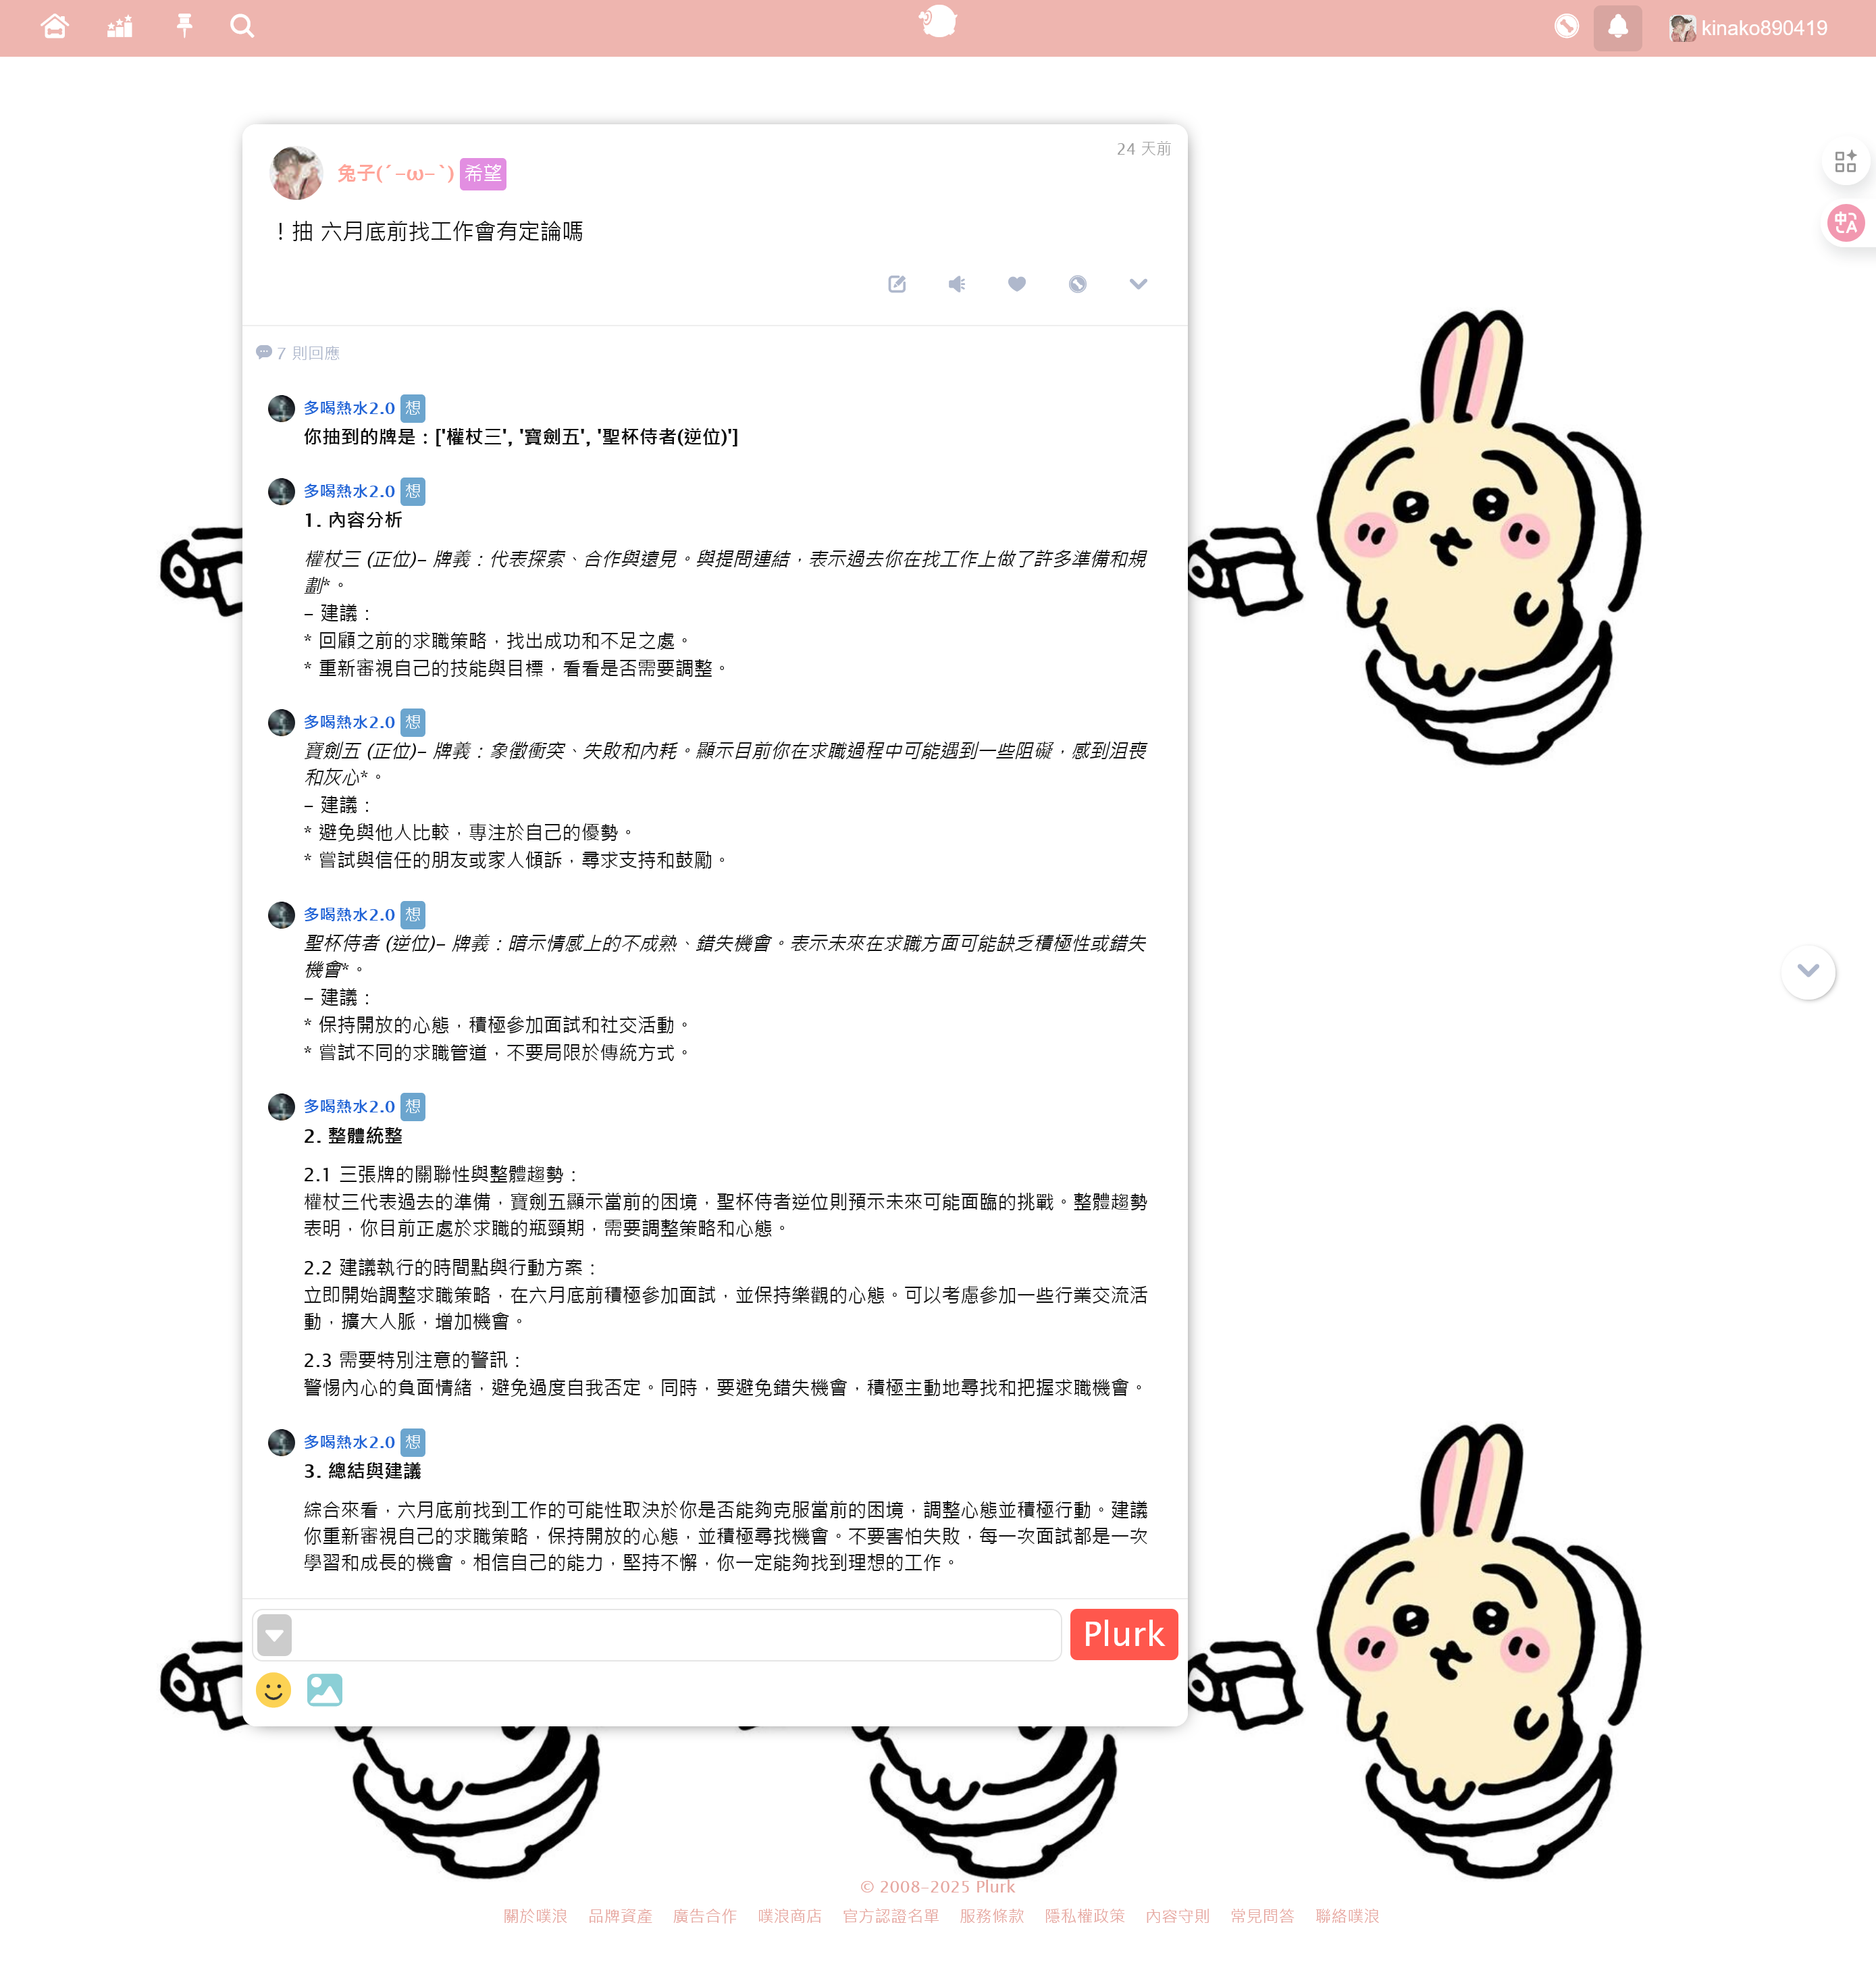 kinako890419
24 天前
兔子(´-ω-`) 希望
！抽 六月底前找工作會有定論嗎
7 則回應
多喝熱水2.0 想
你抽到的牌是：['權杖三', '寶劍五', '聖杯侍者(逆位)']
多喝熱水2.0 想
1. 內容分析
權杖三 (正位)- 牌義：代表探索、合作與遠見。與提問連結，表示過去你在找工作上做了許多準備和規
劃*。
- 建議：
* 回顧之前的求職策略，找出成功和不足之處。
* 重新審視自己的技能與目標，看看是否需要調整。
多喝熱水2.0 想
寶劍五 (正位)- 牌義：象徵衝突、失敗和內耗。顯示目前你在求職過程中可能遇到一些阻礙，感到沮喪
和灰心*。
- 建議：
* 避免與他人比較，專注於自己的優勢。
* 嘗試與信任的朋友或家人傾訴，尋求支持和鼓勵。
多喝熱水2.0 想
聖杯侍者 (逆位)- 牌義：暗示情感上的不成熟、錯失機會。表示未來在求職方面可能缺乏積極性或錯失
機會*。
- 建議：
* 保持開放的心態，積極參加面試和社交活動。
* 嘗試不同的求職管道，不要局限於傳統方式。
多喝熱水2.0 想
2. 整體統整
2.1 三張牌的關聯性與整體趨勢：
權杖三代表過去的準備，寶劍五顯示當前的困境，聖杯侍者逆位則預示未來可能面臨的挑戰。整體趨勢
表明，你目前正處於求職的瓶頸期，需要調整策略和心態。
2.2 建議執行的時間點與行動方案：
立即開始調整求職策略，在六月底前積極參加面試，並保持樂觀的心態。可以考慮參加一些行業交流活
動，擴大人脈，增加機會。
2.3 需要特別注意的警訊：
警惕內心的負面情緒，避免過度自我否定。同時，要避免錯失機會，積極主動地尋找和把握求職機會。
多喝熱水2.0 想
3. 總結與建議
綜合來看，六月底前找到工作的可能性取決於你是否能夠克服當前的困境，調整心態並積極行動。建議
你重新審視自己的求職策略，保持開放的心態，並積極尋找機會。不要害怕失敗，每一次面試都是一次
學習和成長的機會。相信自己的能力，堅持不懈，你一定能夠找到理想的工作。
Plurk
© 2008-2025 Plurk
關於噗浪 品牌資產 廣告合作 噗浪商店 官方認證名單 服務條款 隱私權政策 內容守則 常見問答 聯絡噗浪